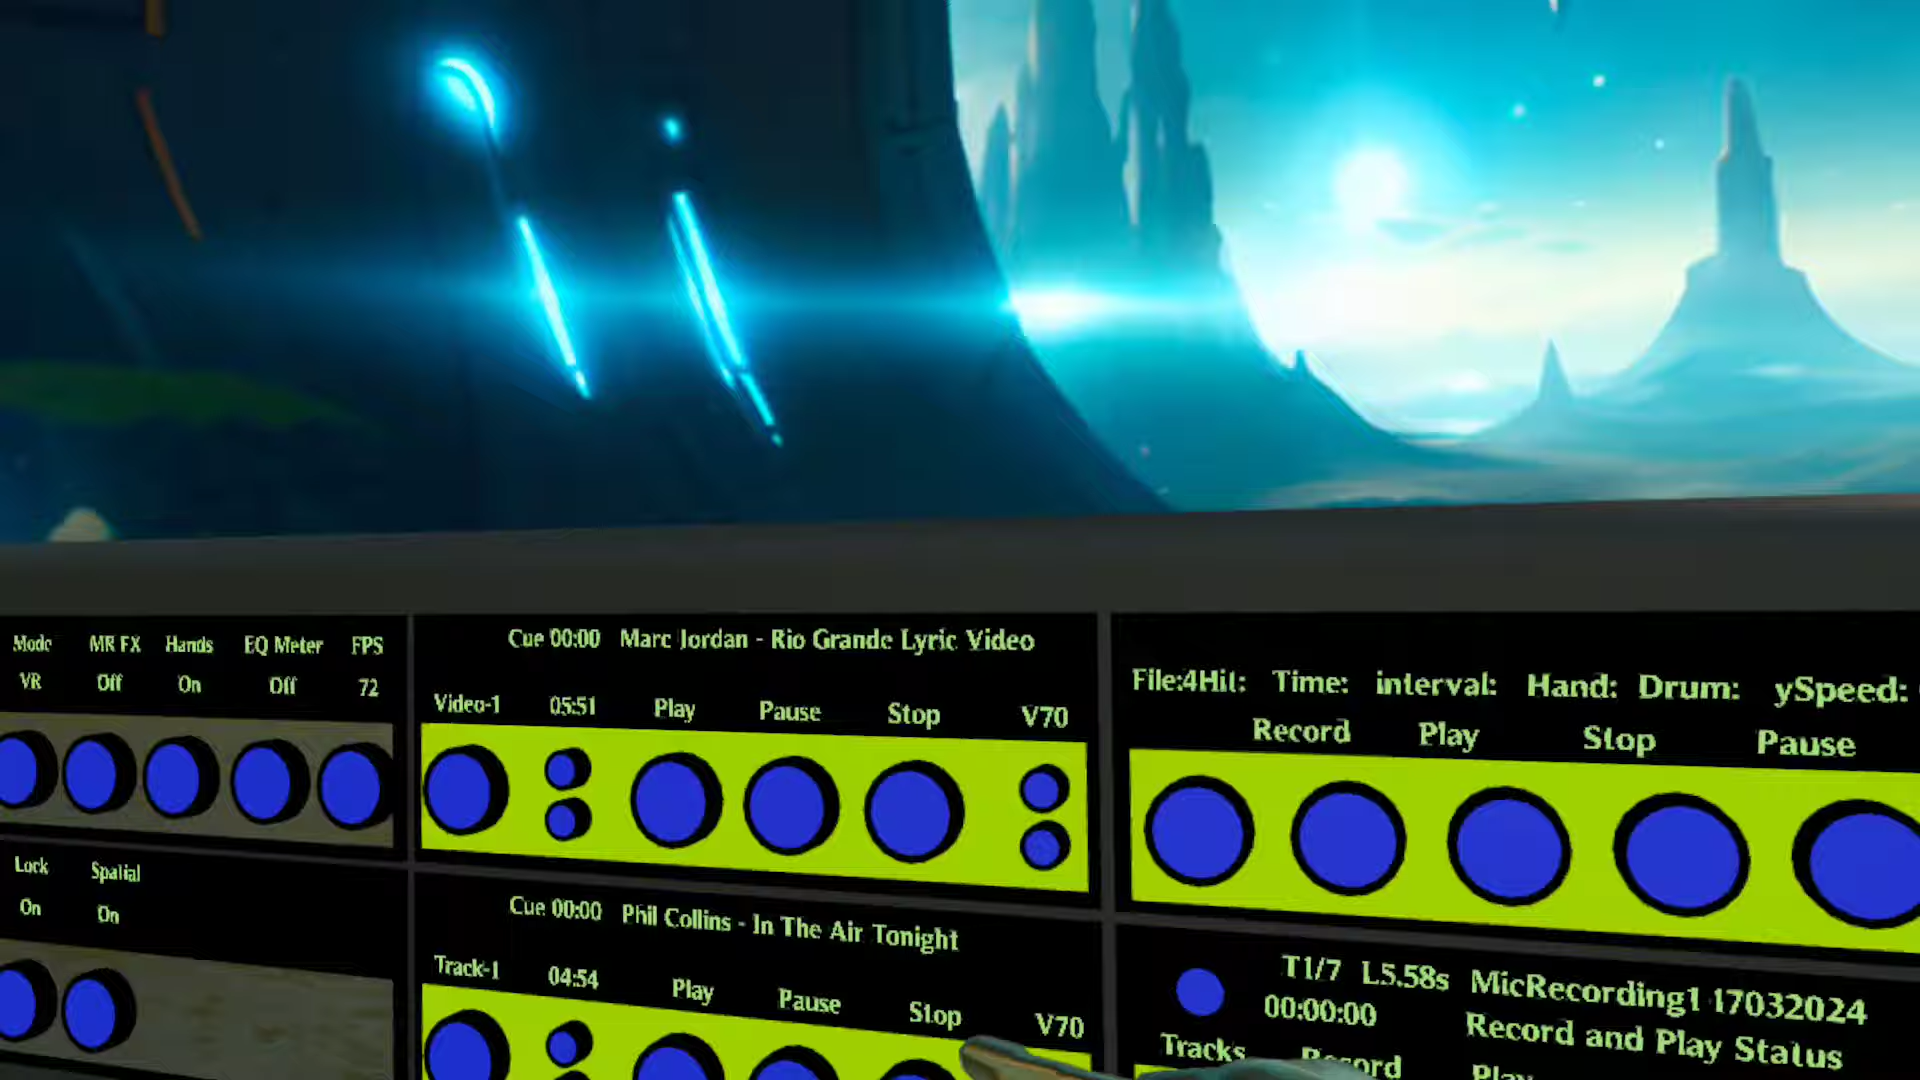 Mode MR FX Hands EQ Meter FPS
VR Off On Off 72
Lock Spatial
On On
Cue 00:00 Marc Jordan - Rio Grande Lyric Video
Video-1 05:51 Play Pause Stop V70
Cue 00:00 Phil Collins - In The Air Tonight
Track-1 04:54 Play Pause Stop V70
File:4Hit: Time: interval: Hand: Drum: ySpeed:
Record Play Stop Pause
T1/7 L5.58s MicRecording1 17032024
00:00:00 Record and Play Status
Tracks Record Play